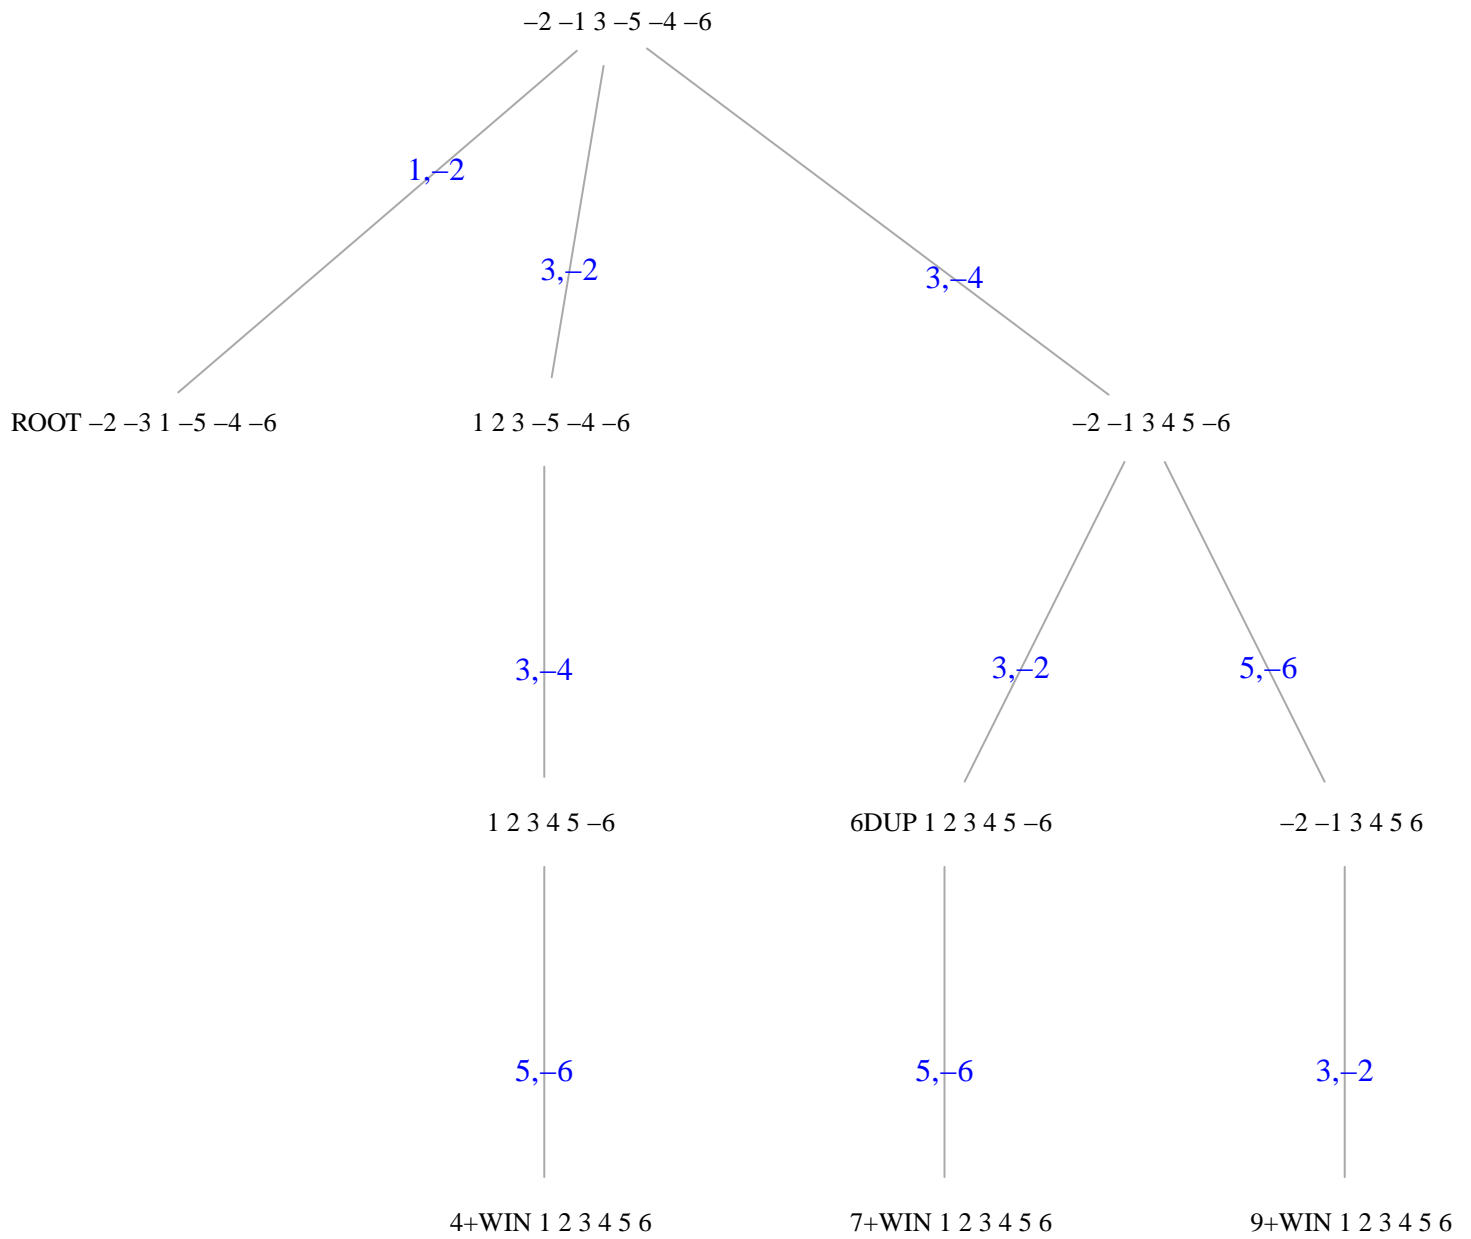 –2 –1 3 –5 –4 –6
1,–2
3,–2
3,–4
ROOT –2 –3 1 –5 –4 –6
1 2 3 –5 –4 –6
–2 –1 3 4 5 –6
3,–4
3,–2
5,–6
1 2 3 4 5 –6
6DUP 1 2 3 4 5 –6
–2 –1 3 4 5 6
5,–6
5,–6
3,–2
4+WIN 1 2 3 4 5 6
7+WIN 1 2 3 4 5 6
9+WIN 1 2 3 4 5 6